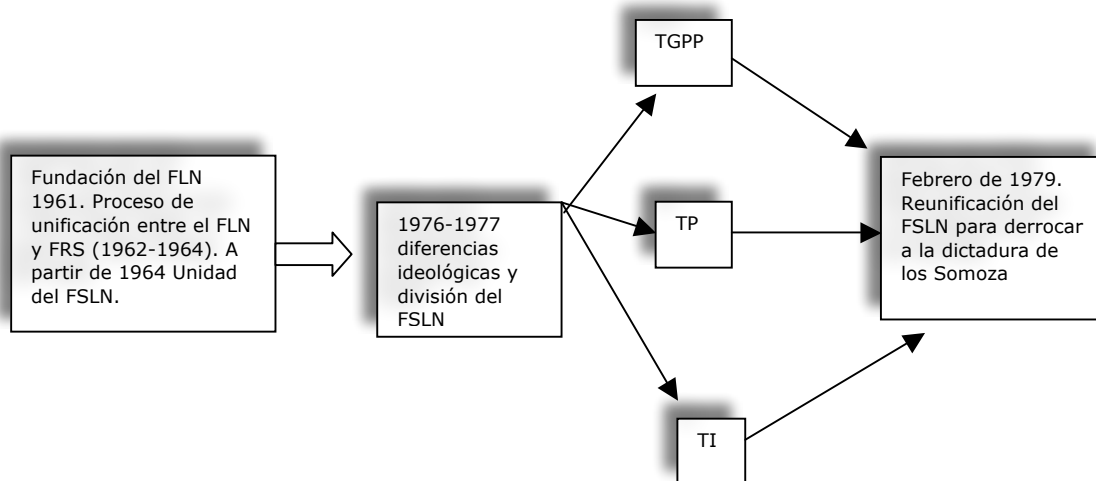 Fundación del FLN
1961. Proceso de
unificación entre el FLN
y FRS (1962-1964). A
partir de 1964 Unidad
del FSLN.
1976-1977
diferencias
ideológicas y
división del
FSLN
TGPP
TP
TI
Febrero de 1979.
Reunificación del
FSLN para derrocar
a la dictadura de
los Somoza